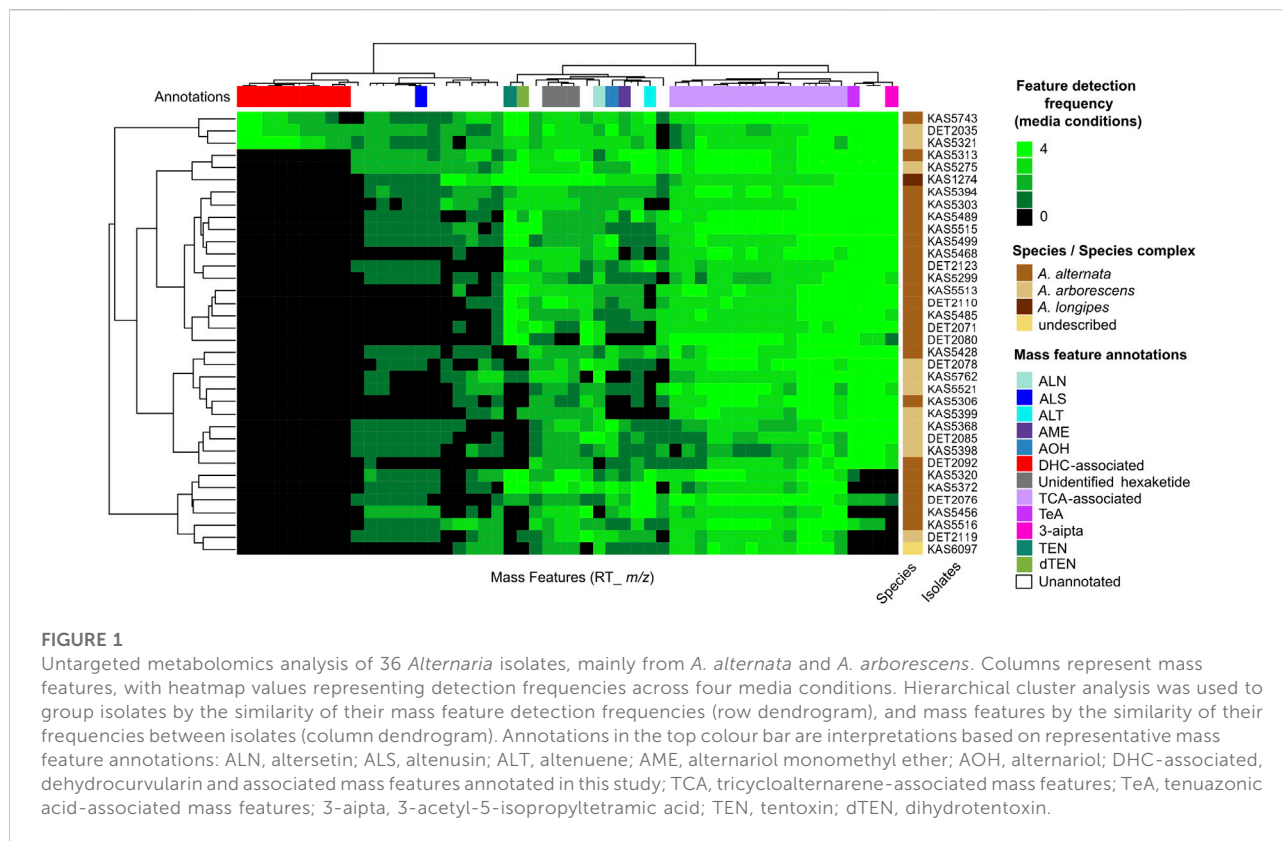 Annotations
KAS5743
DET2035
KAS5321
KAS5313
KAS5275
KAS1274
KAS5394
KAS5303
KAS5489
KAS5515
KAS5499
KAS5468
DET2123
KAS5299
KAS5513
DET2110
KAS5485
DET2071
DET2080
KAS5428
DET2078
KAS5762
KAS5521
KAS5306
KAS5399
KAS5368
DET2085
KAS5398
DET2092
KAS5320
KAS5372
DET2076
KAS5456
KAS5516
DET2119
KAS6097
Mass Features (RT_ m/z)
Species
Isolates
Feature detection
frequency
(media conditions)
4
0
Species / Species complex
A. alternata
A. arborescens
A. longipes
undescribed
Mass feature annotations
ALN
ALS
ALT
AME
AOH
DHC-associated
Unidentified hexaketide
TCA-associated
TeA
3-aipta
TEN
dTEN
Unannotated
FIGURE 1
Untargeted metabolomics analysis of 36 Alternaria isolates, mainly from A. alternata and A. arborescens. Columns represent mass
features, with heatmap values representing detection frequencies across four media conditions. Hierarchical cluster analysis was used to
group isolates by the similarity of their mass feature detection frequencies (row dendrogram), and mass features by the similarity of their
frequencies between isolates (column dendrogram). Annotations in the top colour bar are interpretations based on representative mass
feature annotations: ALN, altersetin; ALS, altenusin; ALT, altenuene; AME, alternariol monomethyl ether; AOH, alternariol; DHC-associated,
dehydrocurvularin and associated mass features annotated in this study; TCA, tricycloalternarene-associated mass features; TeA, tenuazonic
acid-associated mass features; 3-aipta, 3-acetyl-5-isopropyltetramic acid; TEN, tentoxin; dTEN, dihydrotentoxin.